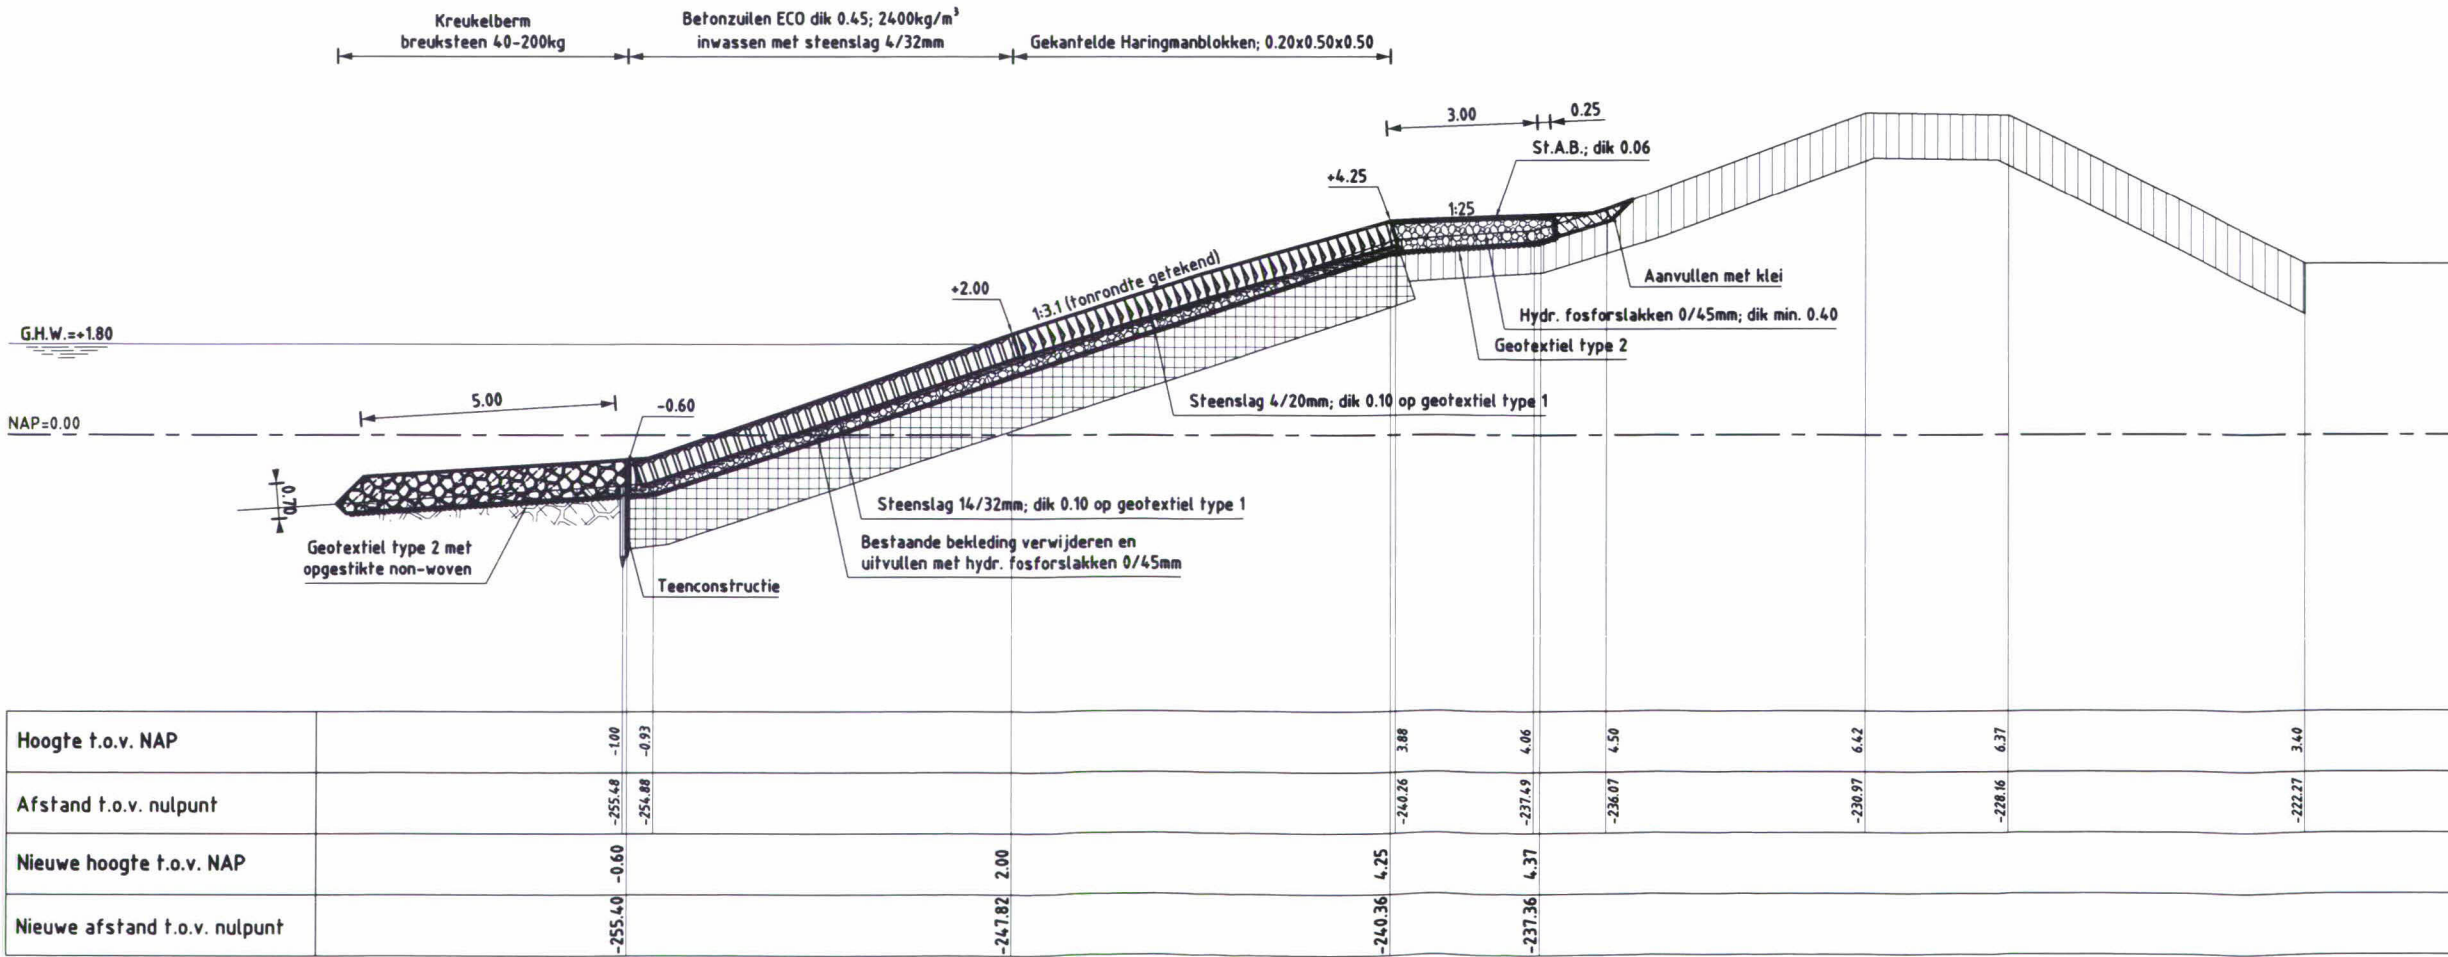 Kreukelberm
breuksteen 40-200kg
Betonzuilen ECO dik 0.45; 2400kg/m³
inwassen met steenslag 4/32mm
Gekantelde Haringmanblokken; 0.20x0.50x0.50
3.00
0.25
St.A.B.; dik 0.06
+4.25
1:25
1:3.1 (tonrondte getekend)
+2.00
Aanvullen met klei
Hydr. fosforslakken 0/45mm; dik min. 0.40
G.H.W.=+1.80
Geotextiel type 2
5.00
-0.60
Steenslag 4/20mm; dik 0.10 op geotextiel type 1
NAP=0.00
0.70
Steenslag 14/32mm; dik 0.10 op geotextiel type 1
Geotextiel type 2 met
opgestikte non-woven
Bestaande bekleding verwijderen en
uitvullen met hydr. fosforslakken 0/45mm
Teenconstructie
Hoogte t.o.v. NAP -1.00 -0.93 3.88 4.06 4.50 6.42 6.37 3.40
Afstand t.o.v. nulpunt -255.48 -254.88 -240.26 -237.49 -236.07 -230.97 -228.16 -222.27
Nieuwe hoogte t.o.v. NAP -0.60 2.00 4.25 4.37
Nieuwe afstand t.o.v. nulpunt -255.40 -247.82 -240.36 -237.36